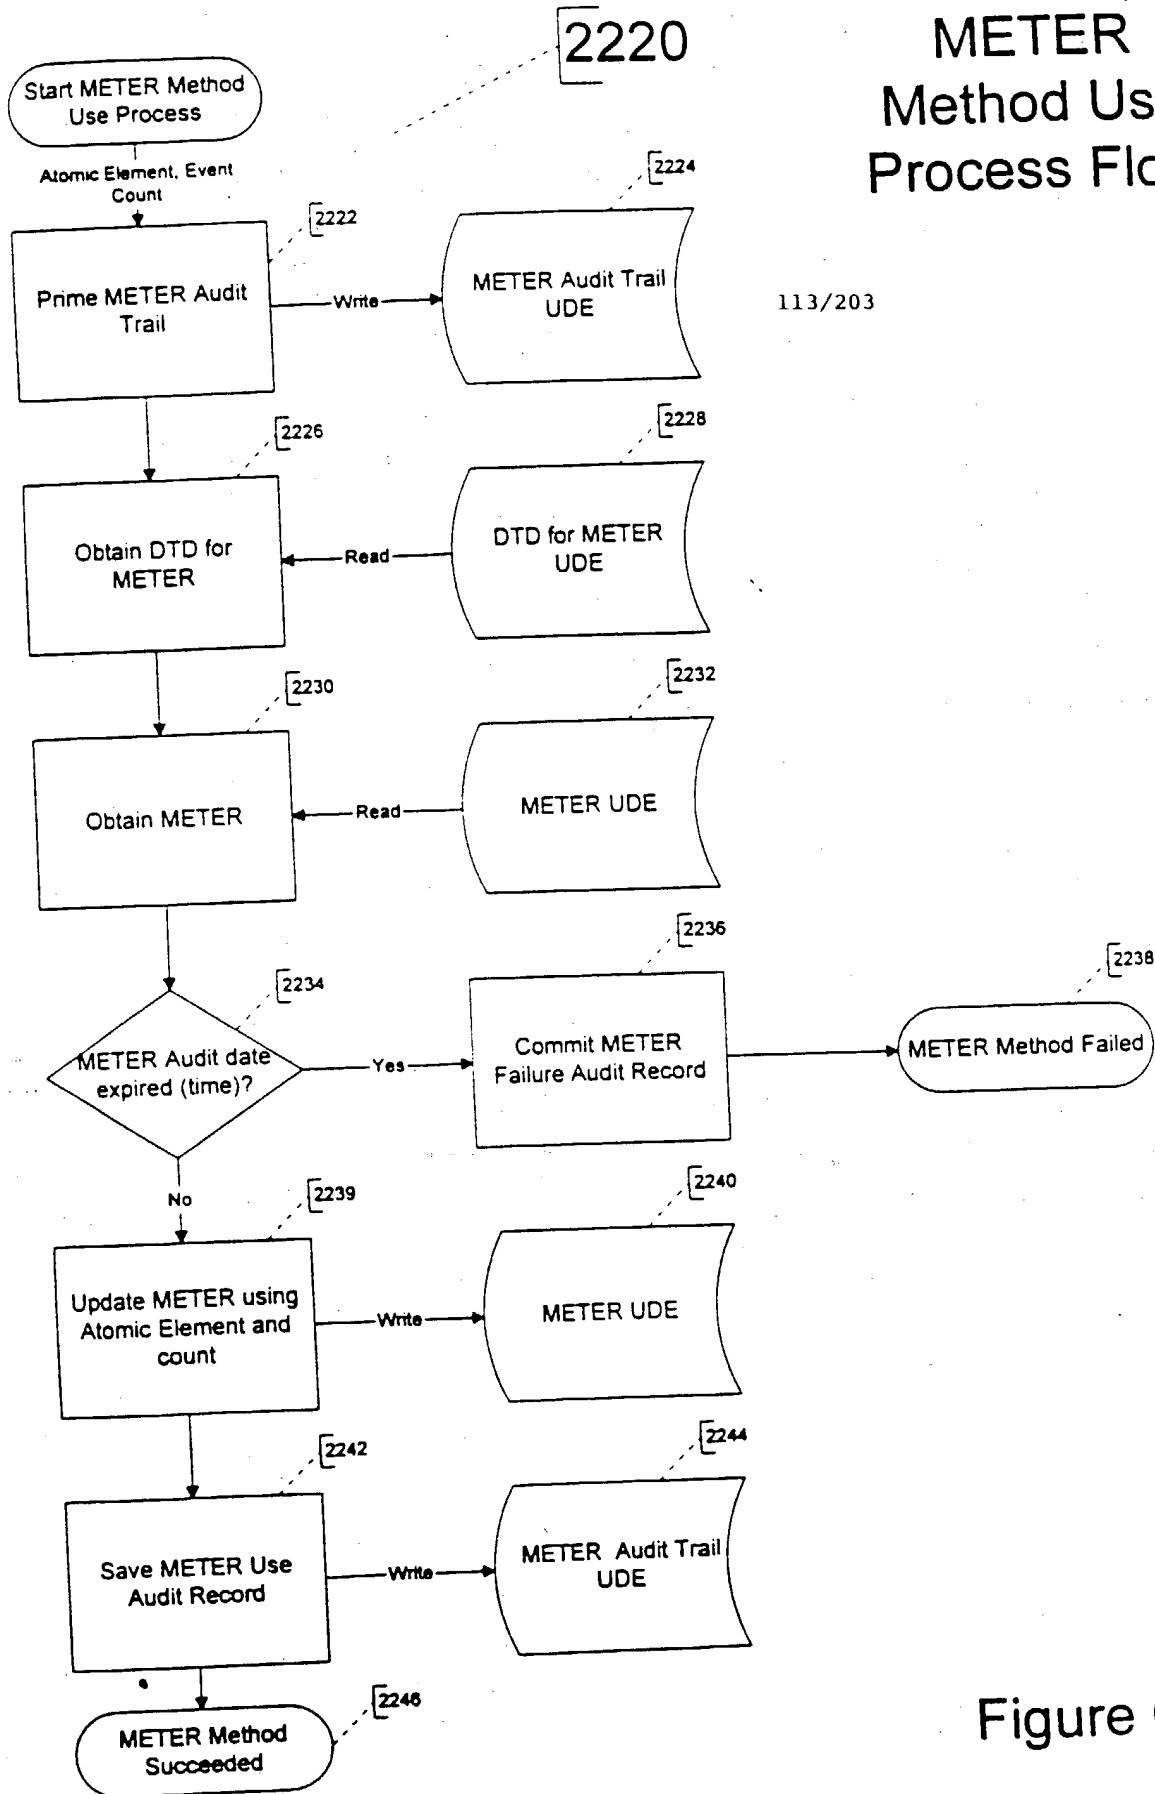 2220
METER
Method Us
Process Flo
Start METER Method
Use Process
Atomic Element, Event
Count
2222
2224
Prime METER Audit
Trail
Write
METER Audit Trail
UDE
113/203
2226
2228
Obtain DTD for
METER
Read
DTD for METER
UDE
2230
2232
Obtain METER
Read
METER UDE
2234
2236
2238
METER Audit date
expired (time)?
Yes
Commit METER
Failure Audit Record
METER Method Failed
No
2239
2240
Update METER using
Atomic Element and
count
Write
METER UDE
2242
2244
Save METER Use
Audit Record
Write
METER Audit Trail
UDE
2246
METER Method
Succeeded
Figure